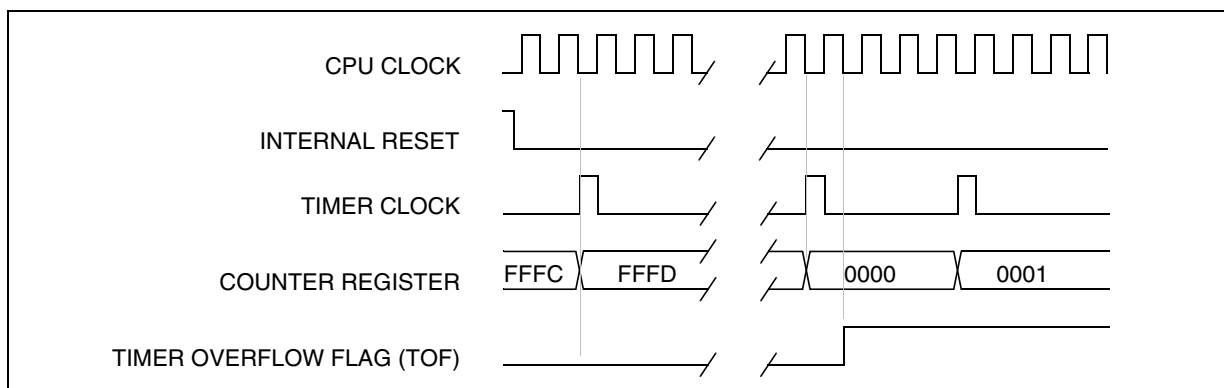 CPU CLOCK
INTERNAL RESET
TIMER CLOCK
COUNTER REGISTER
FFFC
FFFD
0000
0001
TIMER OVERFLOW FLAG (TOF)